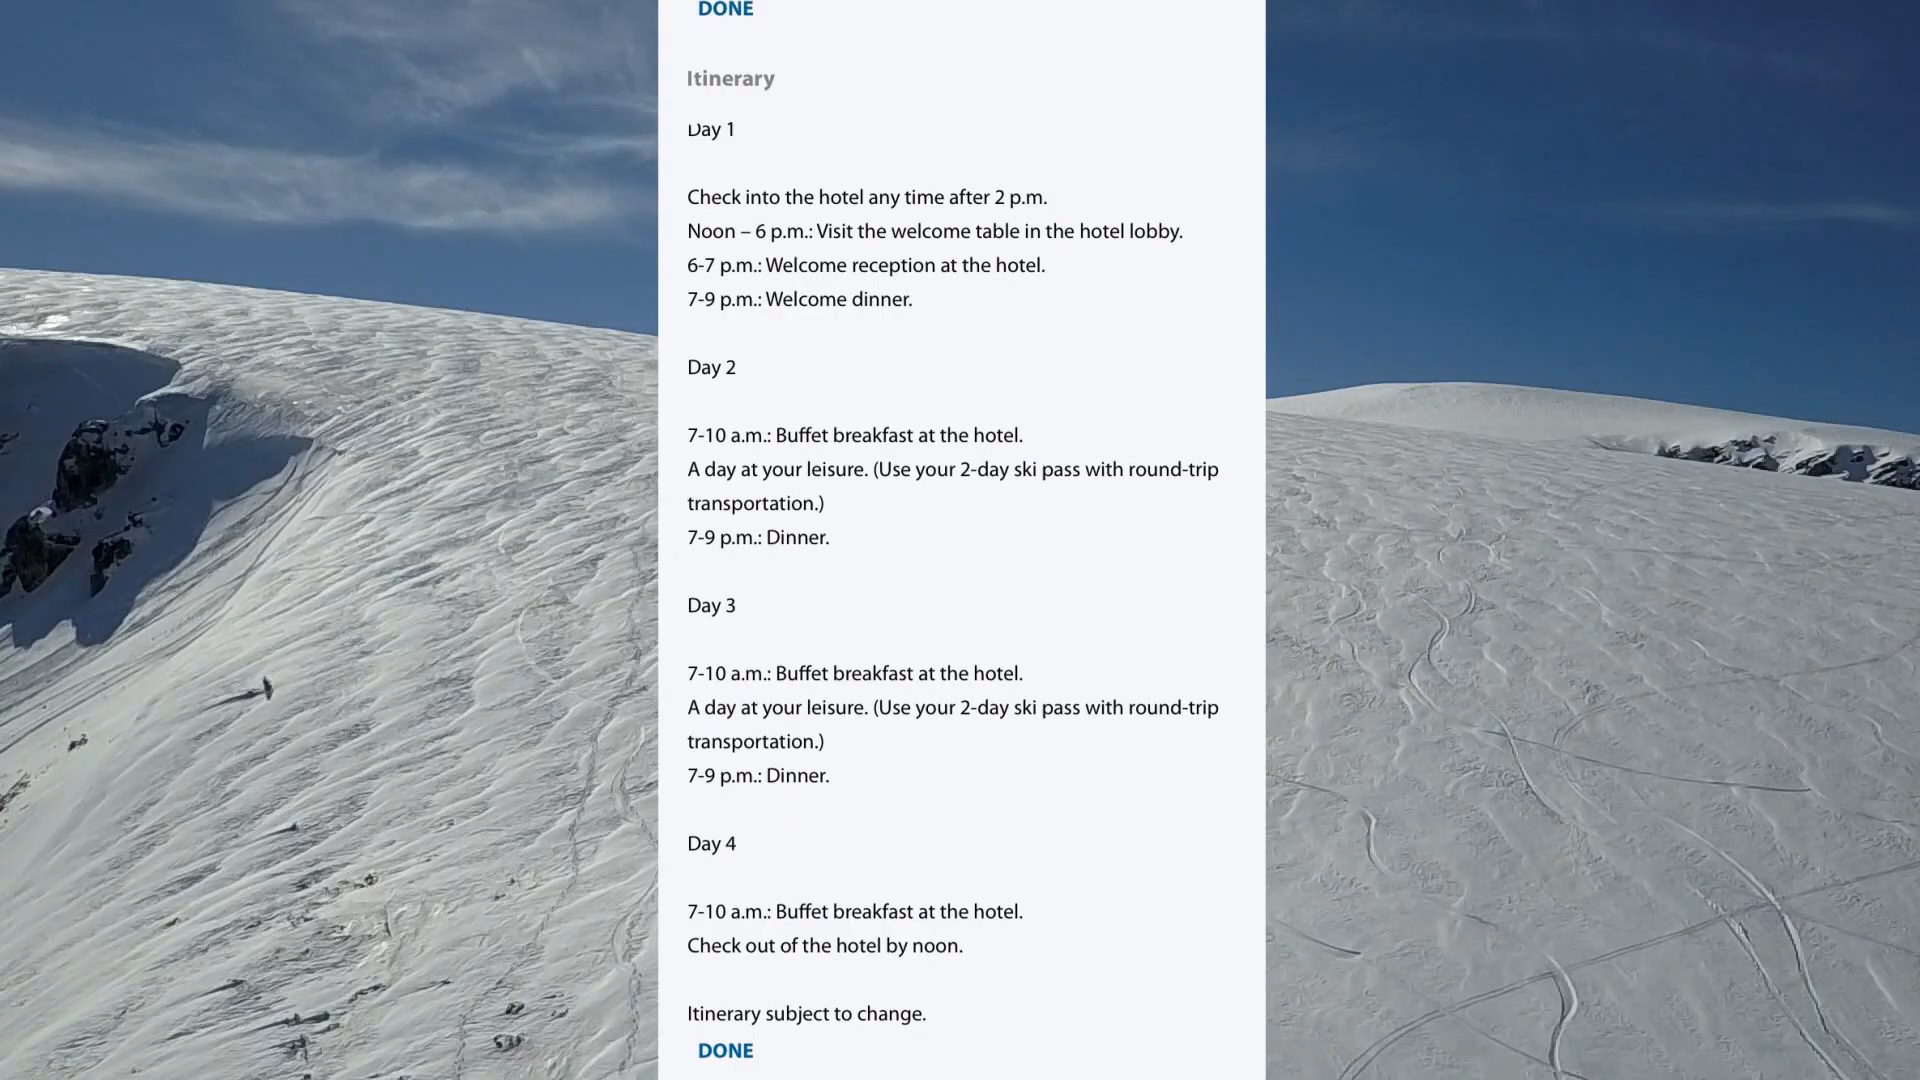 DONE
Itinerary
Day 1
Check into the hotel any time after 2 p.m.
Noon – 6 p.m.: Visit the welcome table in the hotel lobby.
6-7 p.m.: Welcome reception at the hotel.
7-9 p.m.: Welcome dinner.
Day 2
7-10 a.m.: Buffet breakfast at the hotel.
A day at your leisure. (Use your 2-day ski pass with round-trip
transportation.)
7-9 p.m.: Dinner.
Day 3
7-10 a.m.: Buffet breakfast at the hotel.
A day at your leisure. (Use your 2-day ski pass with round-trip
transportation.)
7-9 p.m.: Dinner.
Day 4
7-10 a.m.: Buffet breakfast at the hotel.
Check out of the hotel by noon.
Itinerary subject to change.
DONE